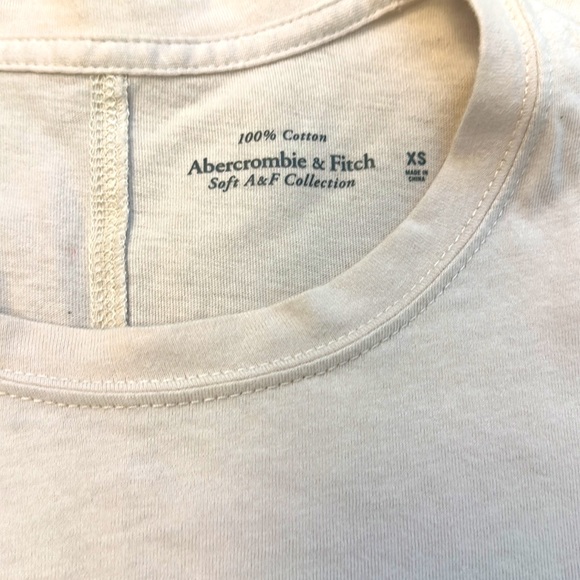 100% Cotton
Abercrombie & Fitch
Soft A&F Collection
XS
MADE IN
CHINA